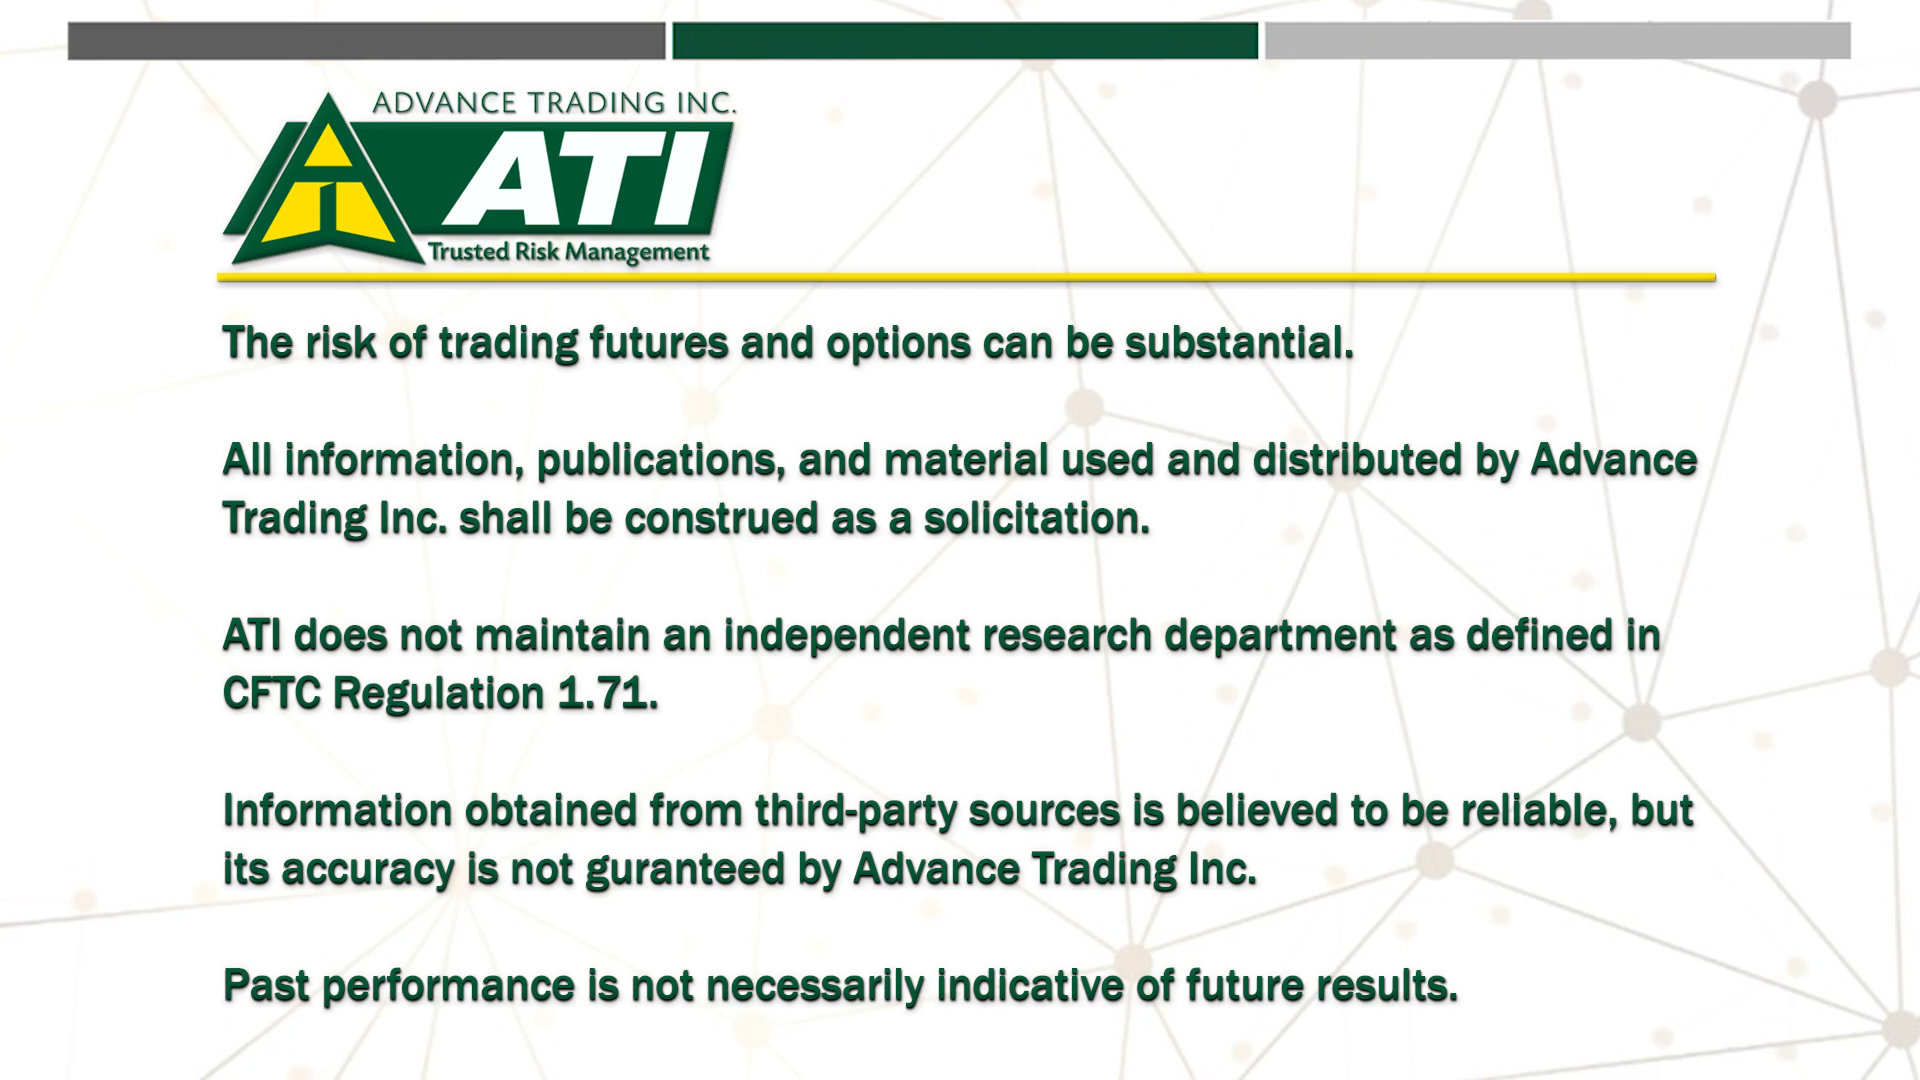 ADVANCE TRADING INC.
ATI
Trusted Risk Management
The risk of trading futures and options can be substantial.
All information, publications, and material used and distributed by Advance
Trading Inc. shall be construed as a solicitation.
ATI does not maintain an independent research department as defined in
CFTC Regulation 1.71.
Information obtained from third-party sources is believed to be reliable, but
its accuracy is not guranteed by Advance Trading Inc.
Past performance is not necessarily indicative of future results.